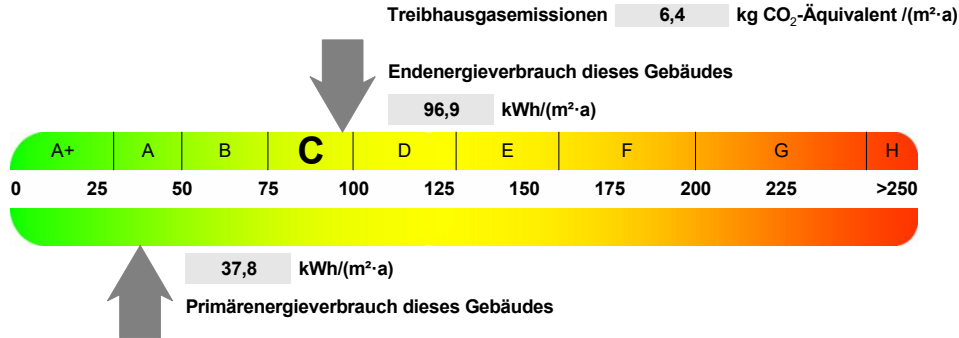 Treibhausgasemissionen 6,4 kg CO₂-Äquivalent /(m²·a)
Endenergieverbrauch dieses Gebäudes
96,9 kWh/(m²·a)
A+ A B C D E F G H
0 25 50 75 100 125 150 175 200 225 >250
37,8 kWh/(m²·a)
Primärenergieverbrauch dieses Gebäudes